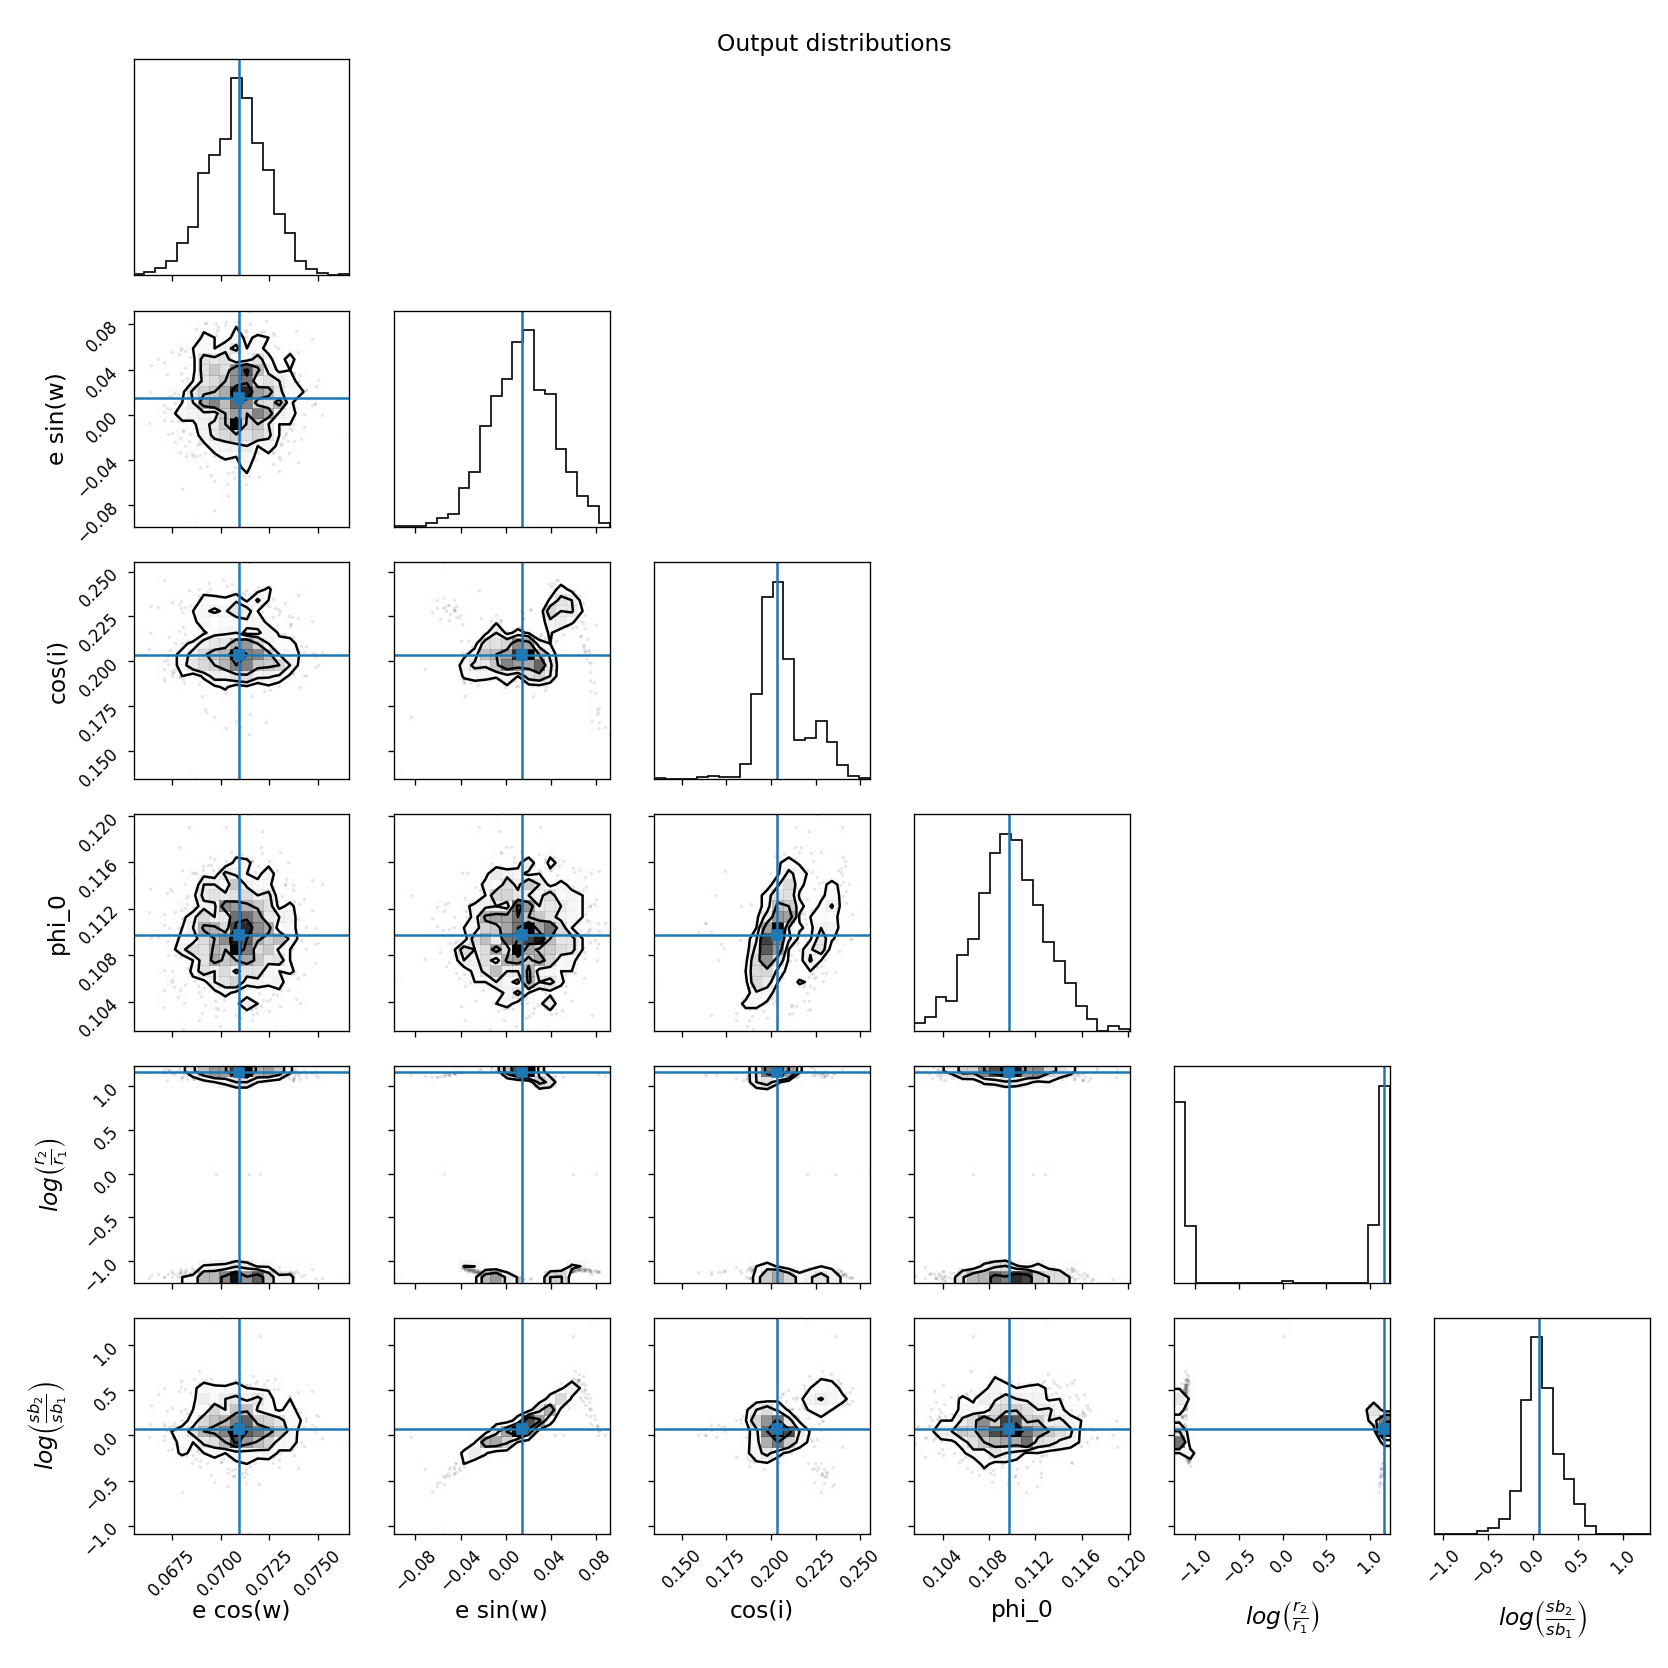 Output distributions
0.08
0.04
0.00
−0.04
−0.08
e sin(w)
0.250
0.225
0.200
0.175
0.150
cos(i)
0.120
0.116
0.112
0.108
0.104
phi_0
1.0
0.5
0.0
−0.5
−1.0
log(r2/r1)
1.0
0.5
0.0
−0.5
−1.0
log(sb2/sb1)
0.0675 0.0700 0.0725 0.0750
−0.08 −0.04 0.00 0.04 0.08
0.150 0.175 0.200 0.225 0.250
0.104 0.108 0.112 0.116 0.120
−1.0 −0.5 0.0 0.5 1.0
−1.0 −0.5 0.0 0.5 1.0
e cos(w)
e sin(w)
cos(i)
phi_0
log(r2/r1)
log(sb2/sb1)